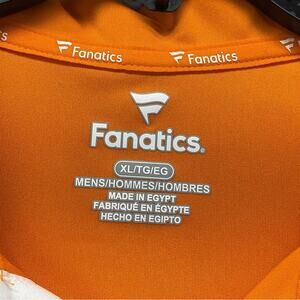 Fanatics
Fanatics
Fanatics
Fanatics.
XL/TG/EG
MENS/HOMMES/HOMBRES
MADE IN EGYPT
FABRIQUÉ EN ÉGYPTE
HECHO EN EGIPTO